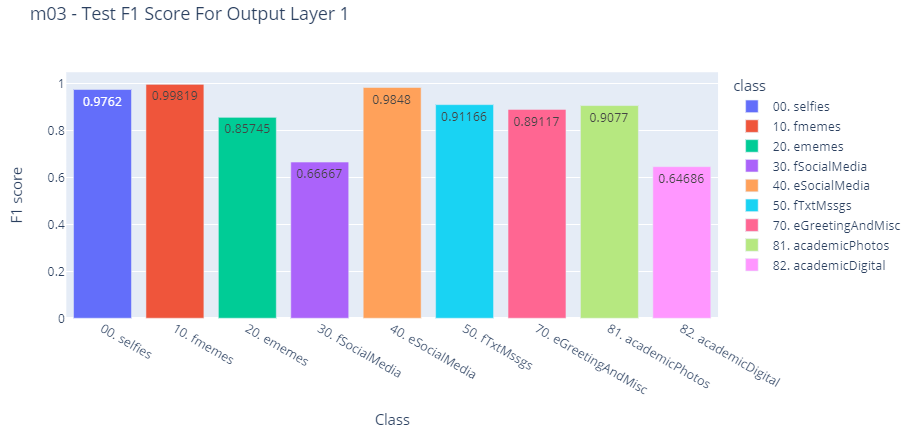 m03 - Test F1 Score For Output Layer 1
F1 score
1
0.8
0.6
0.4
0.2
0
0.9762
0.99819
0.85745
0.66667
0.9848
0.91166
0.89117
0.9077
0.64686
00. selfies
10. fmemes
20. ememes
30. fSocialMedia
40. eSocialMedia
50. fTxtMssgs
70. eGreetingAndMisc
81. academicPhotos
82. academicDigital
Class
class
00. selfies
10. fmemes
20. ememes
30. fSocialMedia
40. eSocialMedia
50. fTxtMssgs
70. eGreetingAndMisc
81. academicPhotos
82. academicDigital